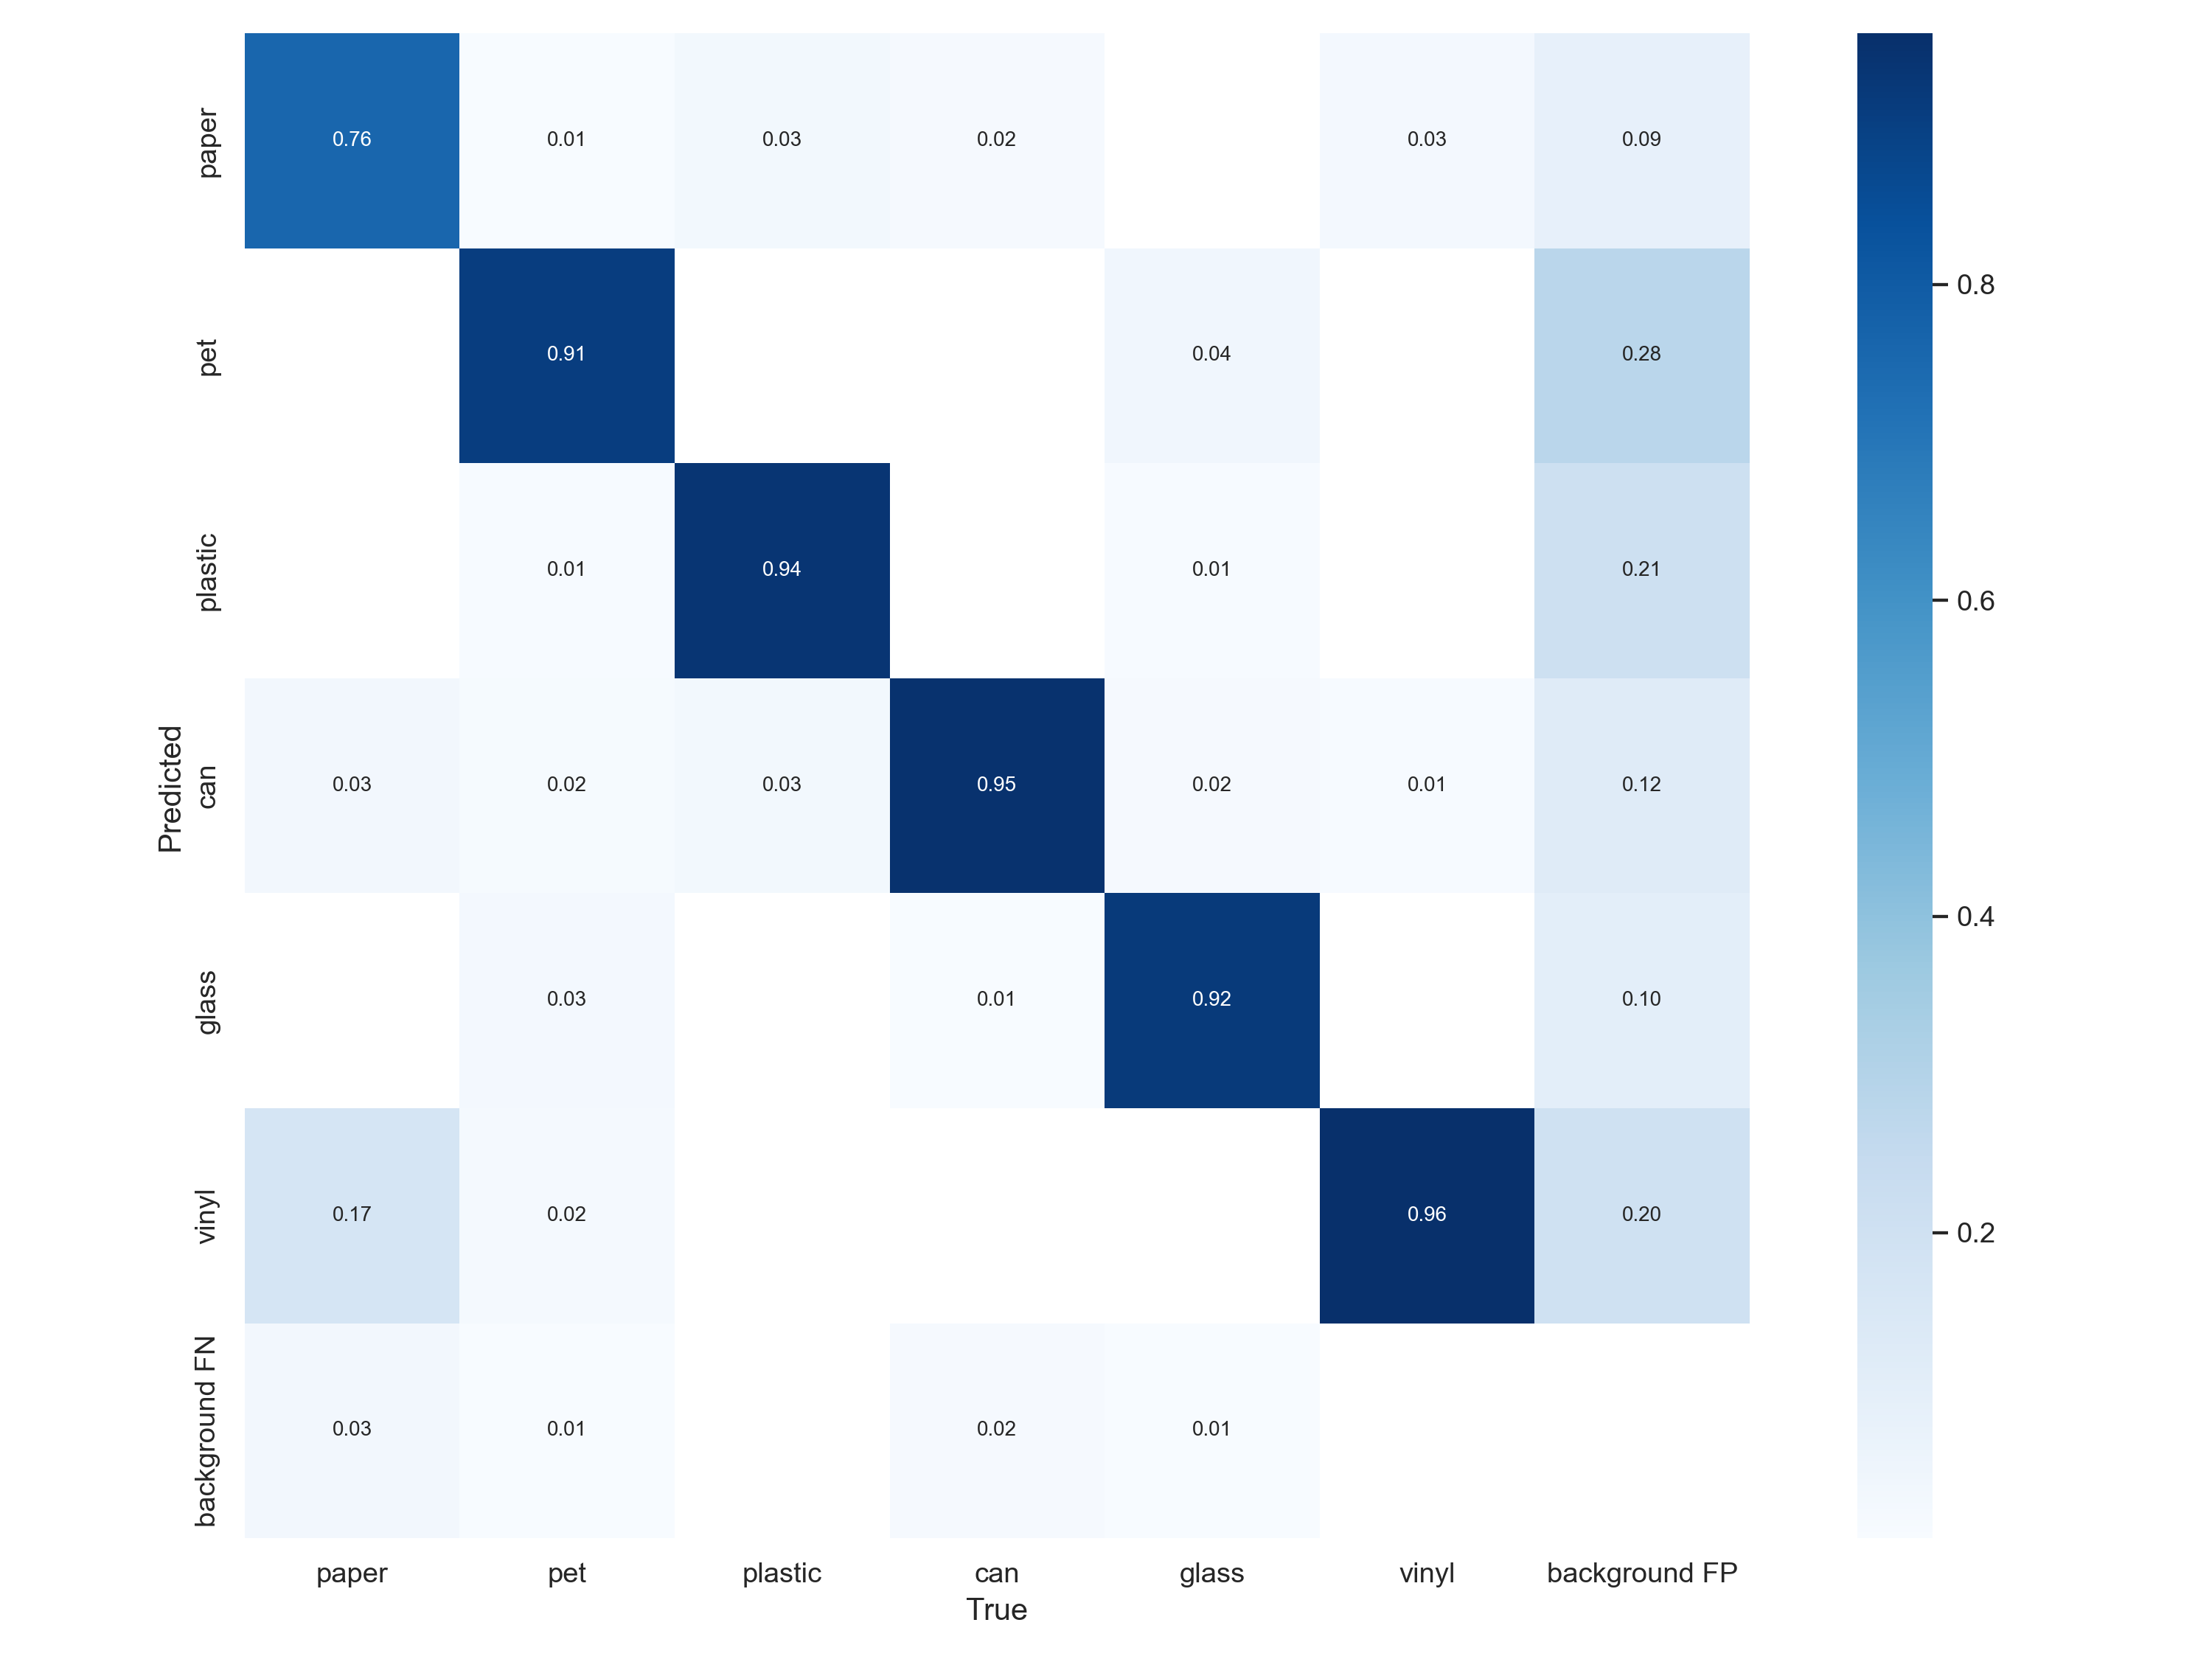 paper 0.76 0.01 0.03 0.02 0.03 0.09
pet 0.91 0.04 0.28
plastic 0.01 0.94 0.01 0.21
can 0.03 0.02 0.03 0.95 0.02 0.01 0.12
glass 0.03 0.01 0.92 0.10
vinyl 0.17 0.02 0.96 0.20
background FN 0.03 0.01 0.02 0.01
Predicted
paper pet plastic can glass vinyl background FP
True
0.8
0.6
0.4
0.2